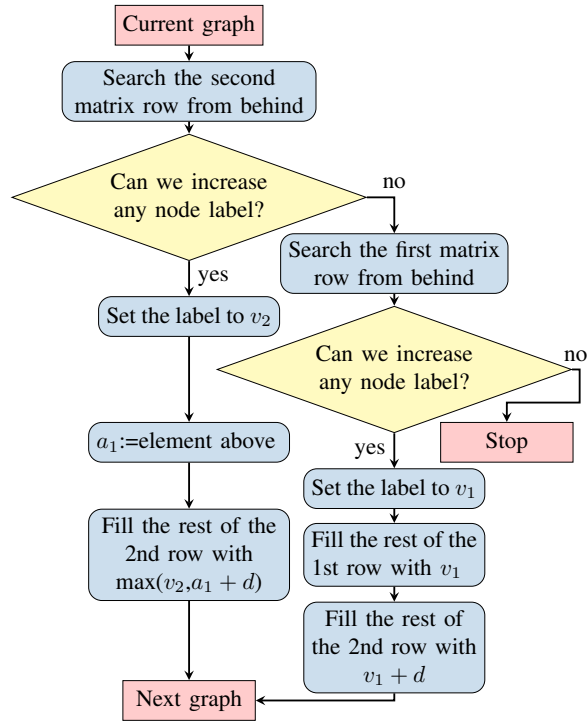 Current graph
Search the second
matrix row from behind
Can we increase
any node label?
no
yes
Search the first matrix
row from behind
Set the label to v₂
Can we increase
any node label?
no
a₁:=element above
Stop
yes
Set the label to v₁
Fill the rest of the
2nd row with
max(v₂,a₁ + d)
Fill the rest of the
1st row with v₁
Fill the rest of
the 2nd row with
v₁ + d
Next graph